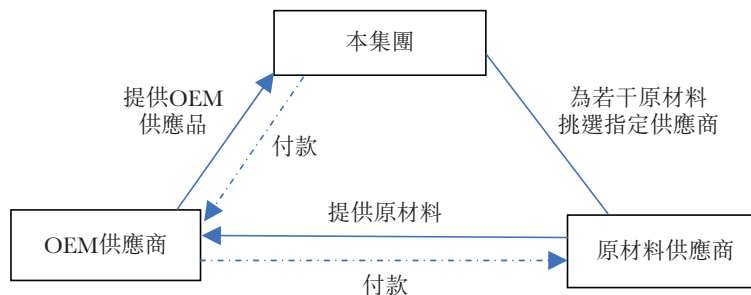 本集團
提供OEM
供應品
為若干原材料
挑選指定供應商
付款
提供原材料
OEM供應商
原材料供應商
付款